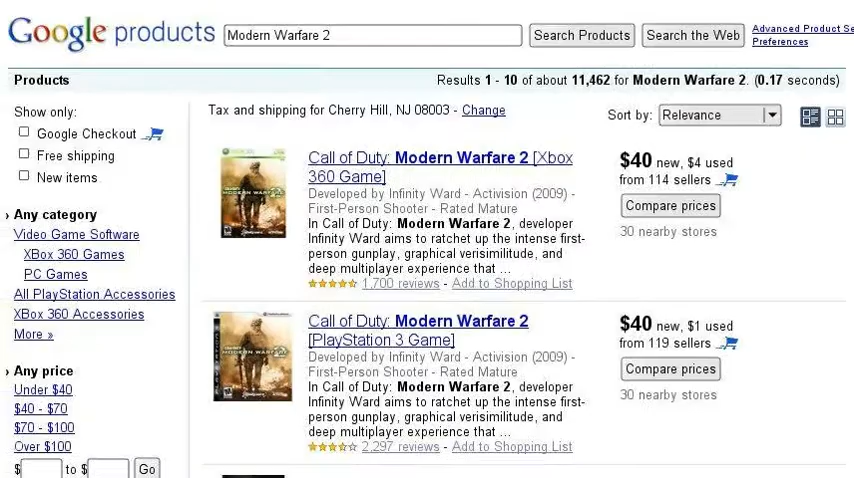 Google products
Modern Warfare 2
Search Products
Search the Web
Advanced Product Se
Preferences
Products
Results 1 - 10 of about 11,462 for Modern Warfare 2. (0.17 seconds)
Show only:
Google Checkout
Free shipping
New items
› Any category
Video Game Software
XBox 360 Games
PC Games
All PlayStation Accessories
XBox 360 Accessories
More »
› Any price
Under $40
$40 - $70
$70 - $100
Over $100
$ to $ Go
Tax and shipping for Cherry Hill, NJ 08003 - Change
Sort by: Relevance
Call of Duty: Modern Warfare 2 [Xbox
360 Game]
Developed by Infinity Ward - Activision (2009) -
First-Person Shooter - Rated Mature
In Call of Duty: Modern Warfare 2, developer
Infinity Ward aims to ratchet up the intense first-
person gunplay, graphical verisimilitude, and
deep multiplayer experience that ...
1,700 reviews - Add to Shopping List
$40 new, $4 used
from 114 sellers
Compare prices
30 nearby stores
Call of Duty: Modern Warfare 2
[PlayStation 3 Game]
Developed by Infinity Ward - Activision (2009) -
First-Person Shooter - Rated Mature
In Call of Duty: Modern Warfare 2, developer
Infinity Ward aims to ratchet up the intense first-
person gunplay, graphical verisimilitude, and
deep multiplayer experience that ...
2,297 reviews - Add to Shopping List
$40 new, $1 used
from 119 sellers
Compare prices
30 nearby stores